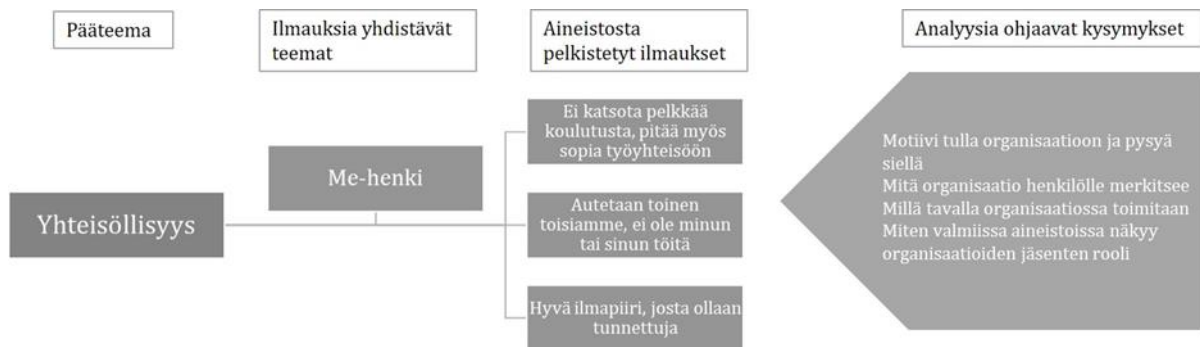 Pääteema
Ilmauksia yhdistävät
teemat
Aineistosta
pelkistetyt ilmaukset
Analyysia ohjaavat kysymykset
Yhteisöllisyys
Me-henki
Ei katsota pelkkää
koulutusta, pitää myös
sopia työyhteisöön
Autetaan toinen
toisiamme, ei ole minun
tai sinun töitä
Hyvä ilmapiiri, josta ollaan
tunnettuja
Motiivi tulla organisaatioon ja pysyä
siellä
Mitä organisaatio henkilölle merkitsee
Millä tavalla organisaatiossa toimitaan
Miten valmiissa aineistoissa näkyy
organisaatioiden jäsenten rooli